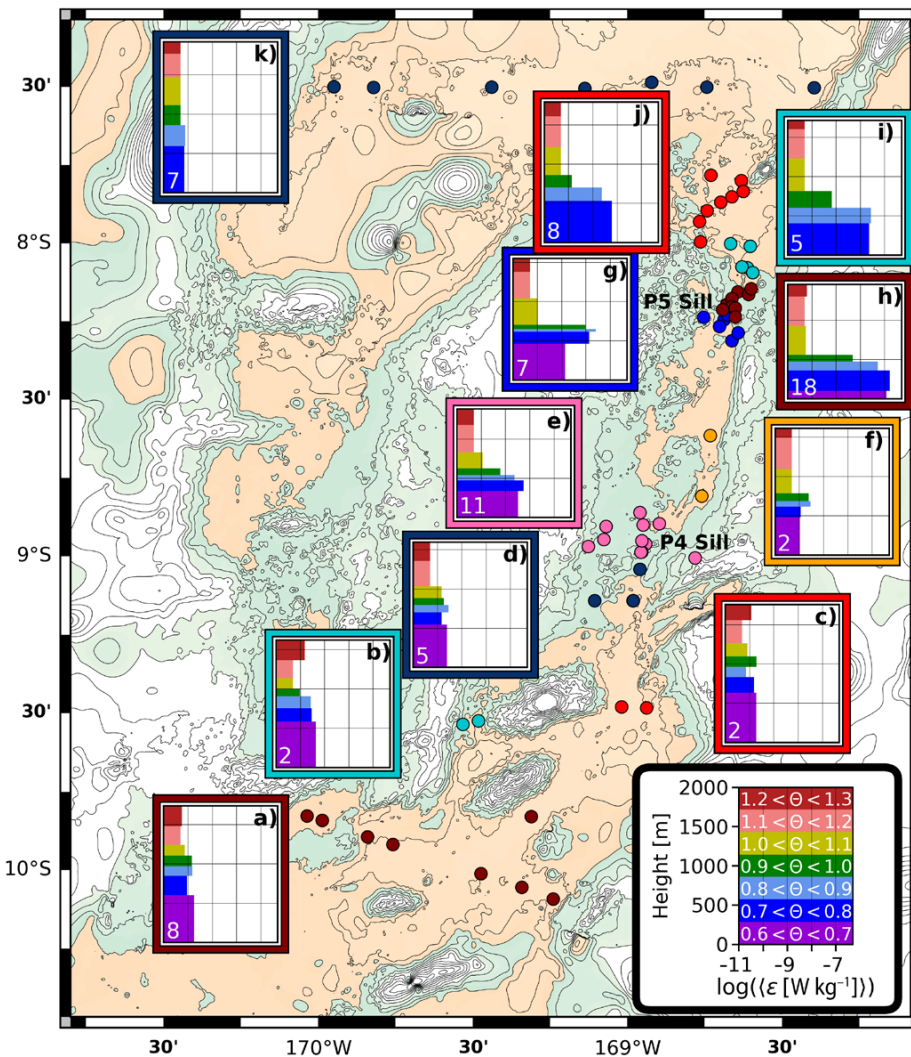 k)
7
30'
j)
8
i)
5
8°S
g)
7
P5 Sill
h)
18
30'
e)
11
f)
2
9°S
P4 Sill
d)
5
c)
2
b)
2
30'
a)
8
10°S
2000
1500
1000
500
0
Height [m]
1.2 < Θ < 1.3
1.1 < Θ < 1.2
1.0 < Θ < 1.1
0.9 < Θ < 1.0
0.8 < Θ < 0.9
0.7 < Θ < 0.8
0.6 < Θ < 0.7
–11 –9 –7
log(⟨ε [W kg⁻¹]⟩)
30' 170°W 30' 169°W 30'